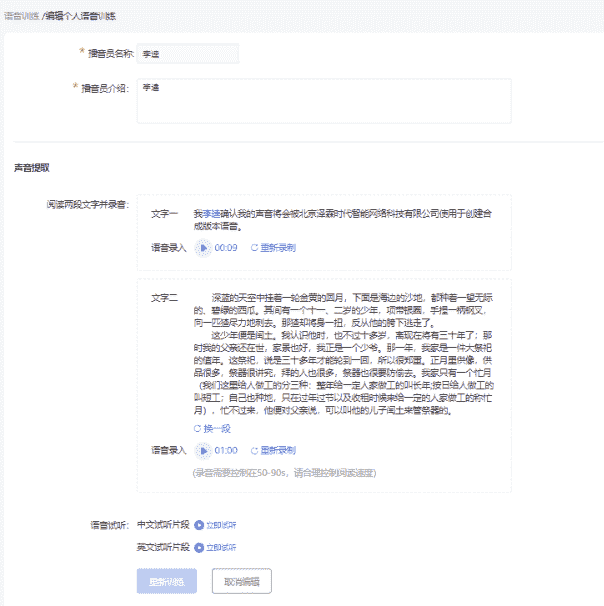 语音训练 /编辑个人语音训练
* 播音员名称: 李逵
* 播音员介绍: 李逵
声音提取
阅读两段文字并录音:
文字一
我李逵确认我的声音将会被北京泽霖时代智能网络科技有限公司使用于创建合
成版本语音。
语音录入 00:09 重新录制
文字二
深蓝的天空中挂着一轮金黄的圆月，下面是海边的沙地，都种着一望无际
的、碧绿的西瓜。其间有一个十一、二岁的少年，项带银圈，手捏一柄钢叉，
向一匹猹尽力地刺去。那猹却将身一扭，反从他的胯下逃走了。
这少年便是闰土。我认识他时，也不过十多岁，离现在将有三十年了；那
时我的父亲还在世，家景也好，我正是一个少爷。那一年，我家是一件大祭祀
的值年。这祭祀，说是三十多年才能轮到一回，所以很郑重。正月里供像，供
品很多，祭器很讲究，拜的人也很多，祭器也很要防偷去。我家只有一个忙月
（我们这里给人做工的分三种：整年给一定人家做工的叫长年;按日给人做工的
叫短工；自己也种地，只在过年过节以及收租时候来给一定的人家做工的称忙
月），忙不过来，他便对父亲说，可以叫他的儿子闰土来管祭器的。
换一段
语音录入 01:00 重新录制
(录音需要控制在50-90s，请合理控制阅读速度)
语音试听: 中文试听片段 立即试听
英文试听片段 立即试听
重新训练 取消编辑